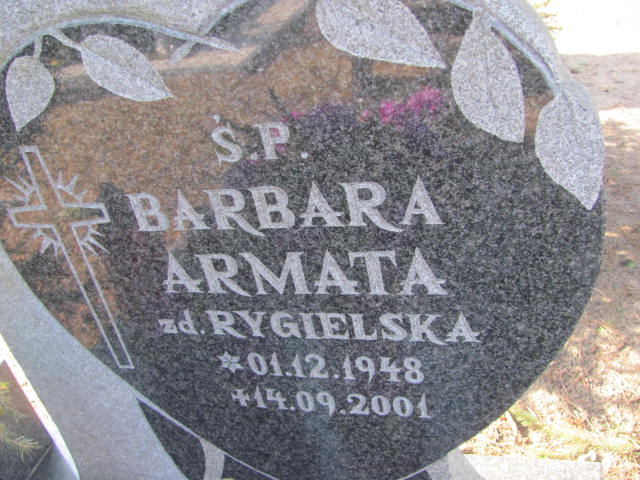 Ś.P.
BARBARA
ARMATA
zd. RYGIELSKA
*01.12.1948
+14.09.2001